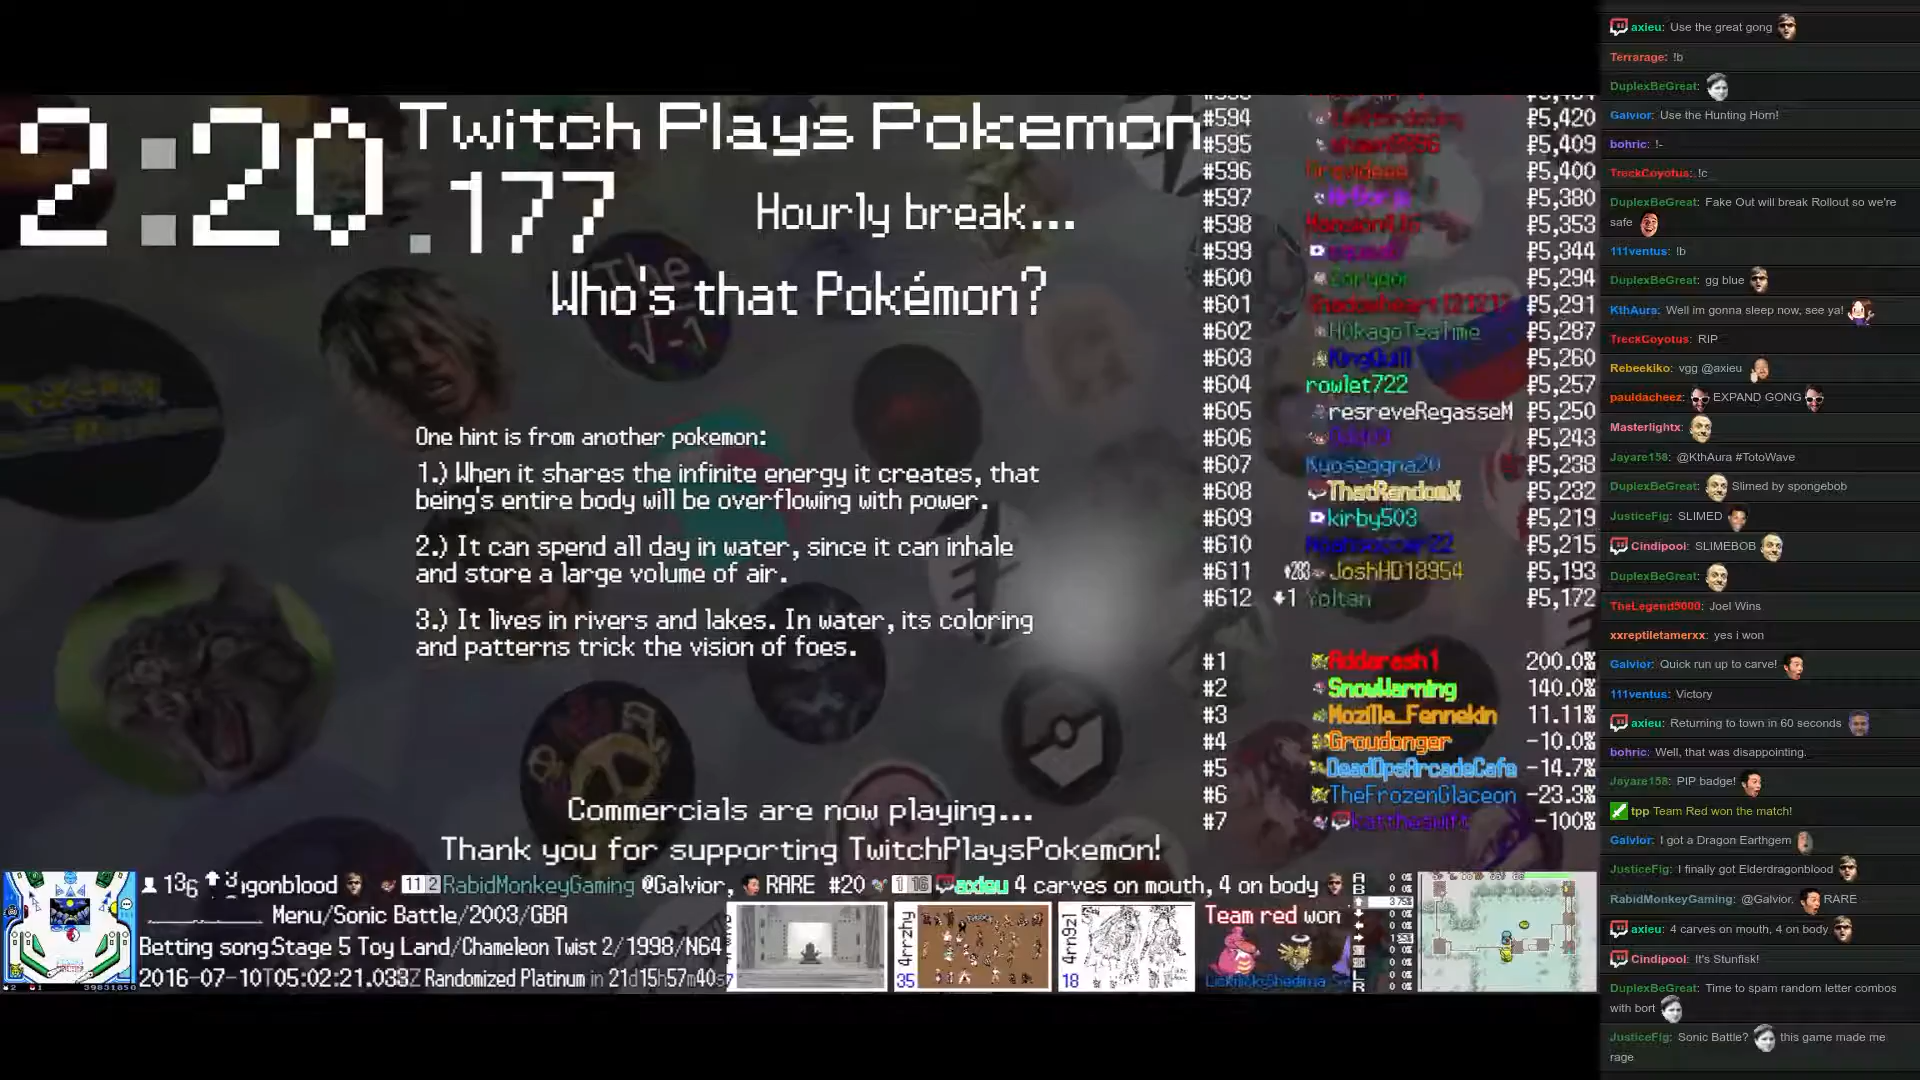 2:20.177
Twitch Plays Pokemon
Hourly break...
Who's that Pokémon?
The √-1
One hint is from another pokemon:
1.) When it shares the infinite energy it creates, that
being's entire body will be overflowing with power.
2.) It can spend all day in water, since it can inhale
and store a large volume of air.
3.) It lives in rivers and lakes. In water, its coloring
and patterns trick the vision of foes.
Commercials are now playing...
Thank you for supporting TwitchPlaysPokemon!
#594 ₽5,420
#595 shawn9896 ₽5,409
#596 ₽5,400
#597 ₽5,380
#598 ₽5,353
#599 ₽5,344
#600 ₽5,294
#601 ₽5,291
#602 H0kagoTeaTime ₽5,287
#603 ₽5,260
#604 rowlet722 ₽5,257
#605 resreveRegasseM ₽5,250
#606 ₽5,243
#607 Kyoseggna20 ₽5,238
#608 ThatRandomX ₽5,232
#609 kirby503 ₽5,219
#610 ₽5,215
#611 283 JoshHD18954 ₽5,193
#612 1 Yoltan ₽5,172
#1 Adderash1 200.0%
#2 SnowWarning 140.0%
#3 Mozilla_Fennekin 11.11%
#4 Groudonger -10.0%
#5 DeadOpsArcadeCafe -14.7%
#6 TheFrozenGlaceon -23.3%
#7 kattheswift -100%
136 gonblood 11 2 RabidMonkeyGaming @Galvior, RARE #20 1 16 axieu 4 carves on mouth, 4 on body
Menu/Sonic Battle/2003/GBA
Betting song: Stage 5 Toy Land/Chameleon Twist 2/1998/N64
2016-07-10T05:02:21.033Z Randomized Platinum in 21d15h57m40s
4rrzhy
35
4rn9zl
18
Team red won
axieu: Use the great gong
Terrarage: !b
DuplexBeGreat:
Galvior: Use the Hunting Horn!
bohric: !-
TreckCoyotus: !c
DuplexBeGreat: Fake Out will break Rollout so we're
safe
111ventus: !b
DuplexBeGreat: gg blue
KthAura: Well im gonna sleep now, see ya!
TreckCoyotus: RIP
Rebeekiko: vgg @axieu
pauldacheez: EXPAND GONG
Masterlightx:
Jayare158: @KthAura #TotoWave
DuplexBeGreat: Slimed by spongebob
JusticeFig: SLIMED
Cindipool: SLIMEBOB
DuplexBeGreat:
TheLegend9000: Joel Wins
xxreptiletamerxx: yes i won
Galvior: Quick run up to carve!
111ventus: Victory
axieu: Returning to town in 60 seconds
bohric: Well, that was disappointing.
Jayare158: PIP badge!
tpp Team Red won the match!
Galvior: I got a Dragon Earthgem
JusticeFig: I finally got Elderdragonblood
RabidMonkeyGaming: @Galvior, RARE
axieu: 4 carves on mouth, 4 on body
Cindipool: It's Stunfisk!
DuplexBeGreat: Time to spam random letter combos
with bort
JusticeFig: Sonic Battle? this game made me
rage